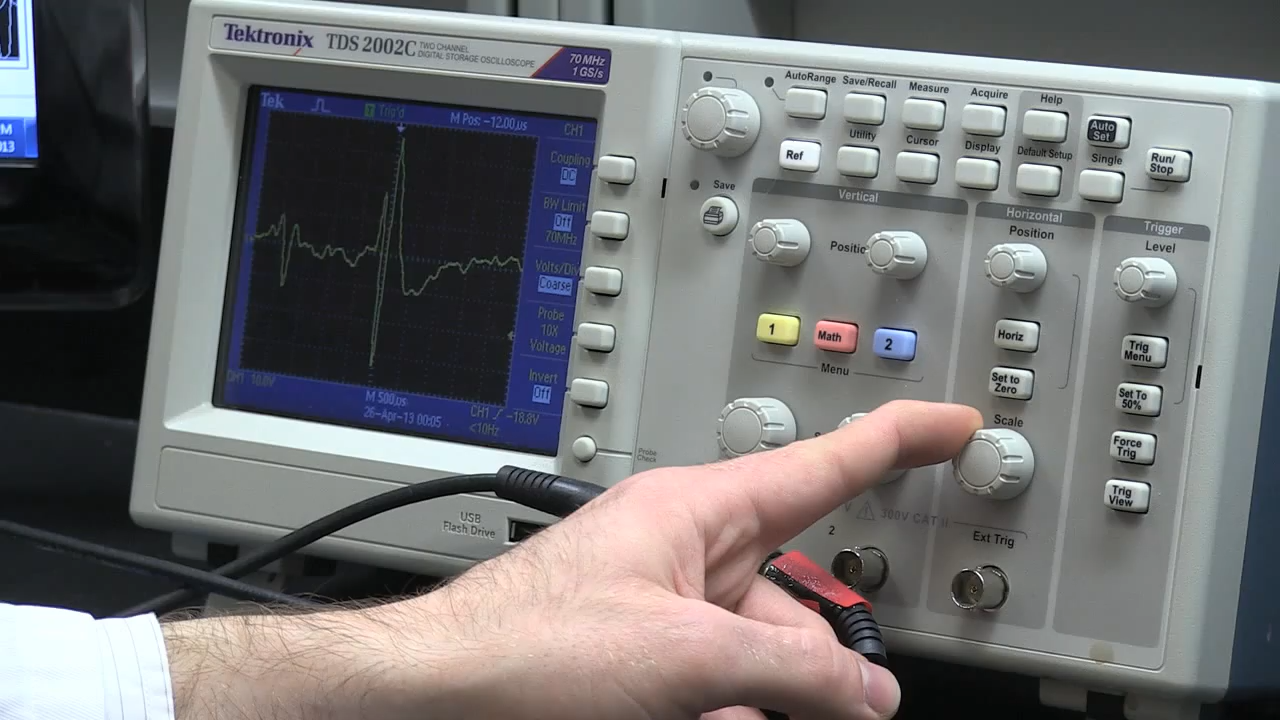 Tektronix TDS 2002C TWO CHANNEL
DIGITAL STORAGE OSCILLOSCOPE
70 MHz
1 GS/s
Tek
Trig'd
M Pos: -12.00µs
CH1
Coupling
DC
BW Limit
Off
70MHz
Volts/Div
Coarse
Probe
10X
Voltage
Invert
Off
CH1 10.0V
M 500µs
CH1
-18.8V
26-Apr-13 00:05
<10Hz
USB
Flash Drive
Probe
Check
AutoRange
Save/Recall
Measure
Acquire
Help
Auto
Set
Ref
Utility
Cursor
Display
Default Setup
Single
Run/
Stop
Save
Vertical
Horizontal
Trigger
Position
Level
1
Math
2
Menu
Horiz
Set to
Zero
Scale
Trig
Menu
Set To
50%
Force
Trig
Trig
View
300V CAT II
2
Ext Trig
M
013